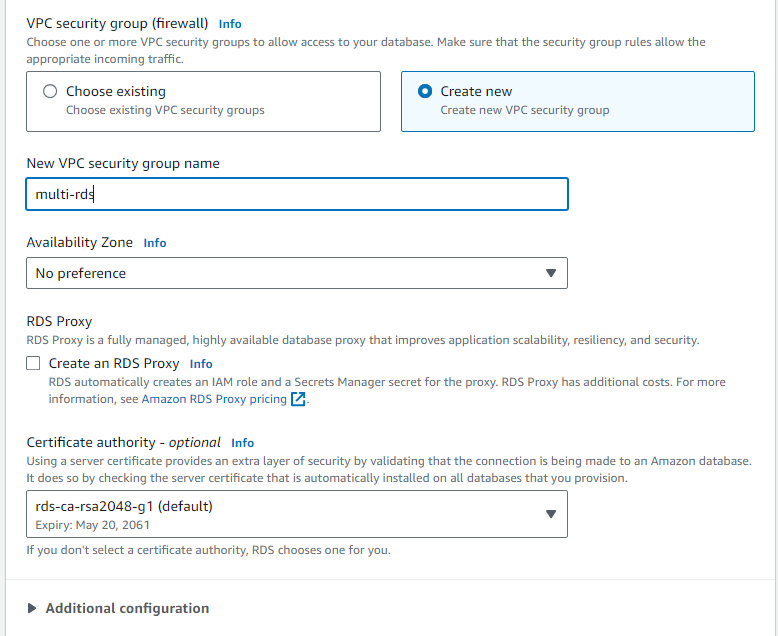 VPC security group (firewall) Info
Choose one or more VPC security groups to allow access to your database. Make sure that the security group rules allow the
appropriate incoming traffic.
Choose existing
Choose existing VPC security groups
Create new
Create new VPC security group
New VPC security group name
multi-rds
Availability Zone Info
No preference
RDS Proxy
RDS Proxy is a fully managed, highly available database proxy that improves application scalability, resiliency, and security.
Create an RDS Proxy Info
RDS automatically creates an IAM role and a Secrets Manager secret for the proxy. RDS Proxy has additional costs. For more
information, see Amazon RDS Proxy pricing.
Certificate authority - optional Info
Using a server certificate provides an extra layer of security by validating that the connection is being made to an Amazon database.
It does so by checking the server certificate that is automatically installed on all databases that you provision.
rds-ca-rsa2048-g1 (default)
Expiry: May 20, 2061
If you don't select a certificate authority, RDS chooses one for you.
Additional configuration